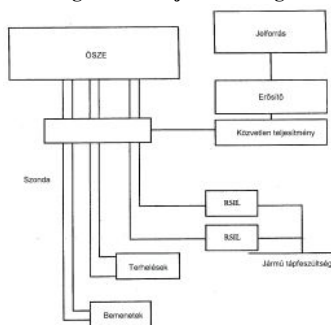 ÖSZE
Jelforrás
Erősítő
Közvetlen teljesítmény
Szonda
RSIL
RSIL
Terhelések
Jármű tápfeszültség
Bemenetek